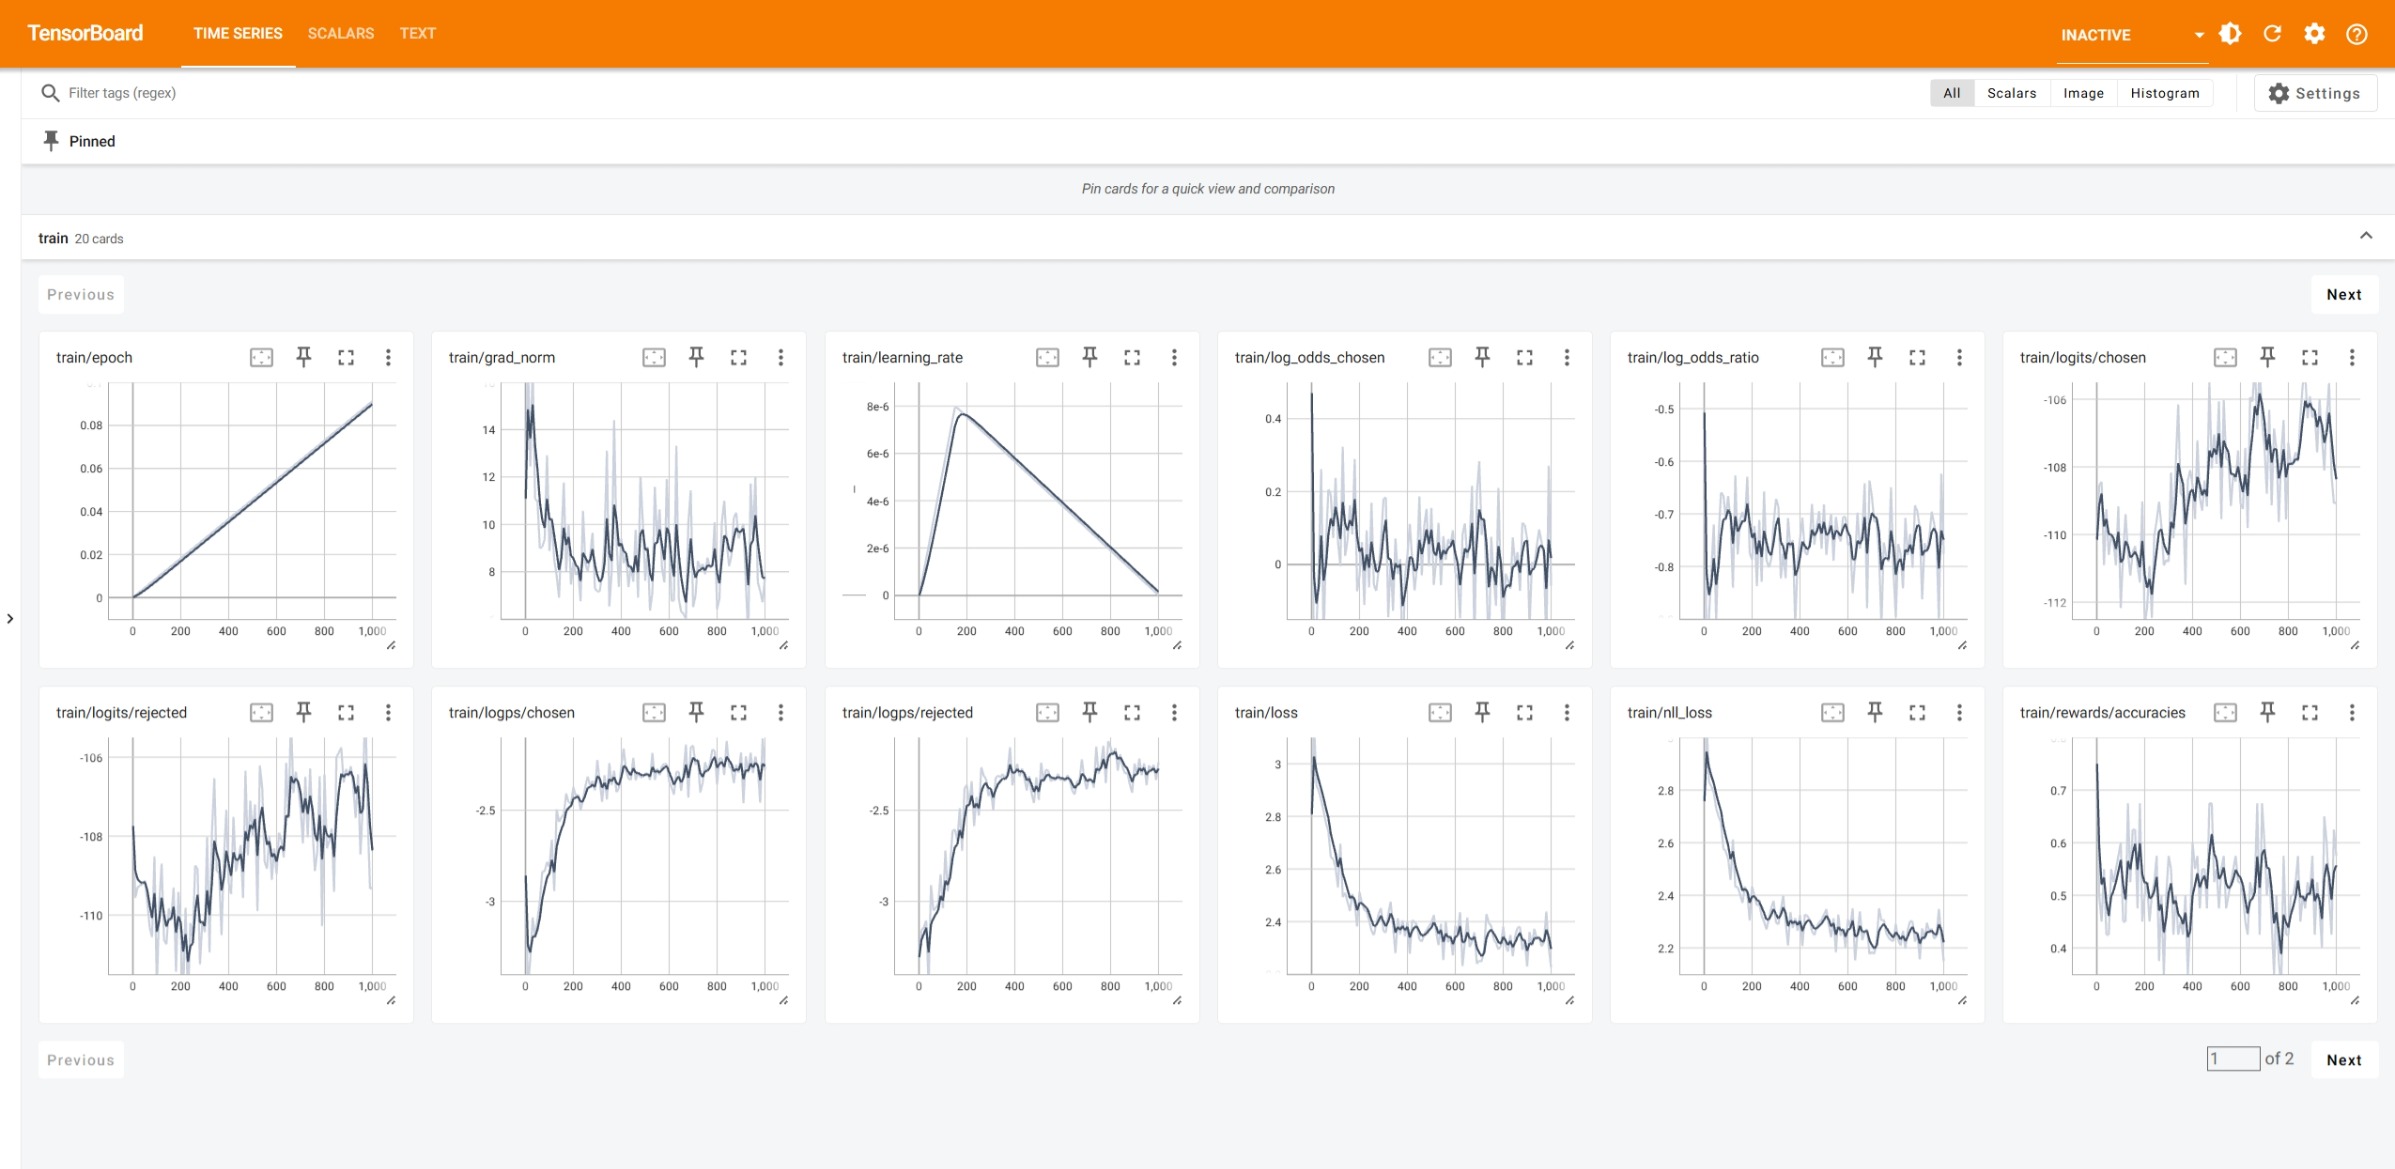 TensorBoard TIME SERIES SCALARS TEXT INACTIVE
Filter tags (regex) All Scalars Image Histogram Settings
Pinned
Pin cards for a quick view and comparison
train 20 cards
Previous Next
train/epoch
0.08
0.06
0.04
0.02
0
0 200 400 600 800 1,000
train/grad_norm
14
12
10
8
0 200 400 600 800 1,000
train/learning_rate
8e-6
6e-6
4e-6
2e-6
0
0 200 400 600 800 1,000
train/log_odds_chosen
0.4
0.2
0
0 200 400 600 800 1,000
train/log_odds_ratio
-0.5
-0.6
-0.7
-0.8
0 200 400 600 800 1,000
train/logits/chosen
-106
-108
-110
-112
0 200 400 600 800 1,000
train/logits/rejected
-106
-108
-110
0 200 400 600 800 1,000
train/logps/chosen
-2.5
-3
0 200 400 600 800 1,000
train/logps/rejected
-2.5
-3
0 200 400 600 800 1,000
train/loss
3
2.8
2.6
2.4
0 200 400 600 800 1,000
train/nll_loss
2.8
2.6
2.4
2.2
0 200 400 600 800 1,000
train/rewards/accuracies
0.7
0.6
0.5
0.4
0 200 400 600 800 1,000
Previous 1 of 2 Next